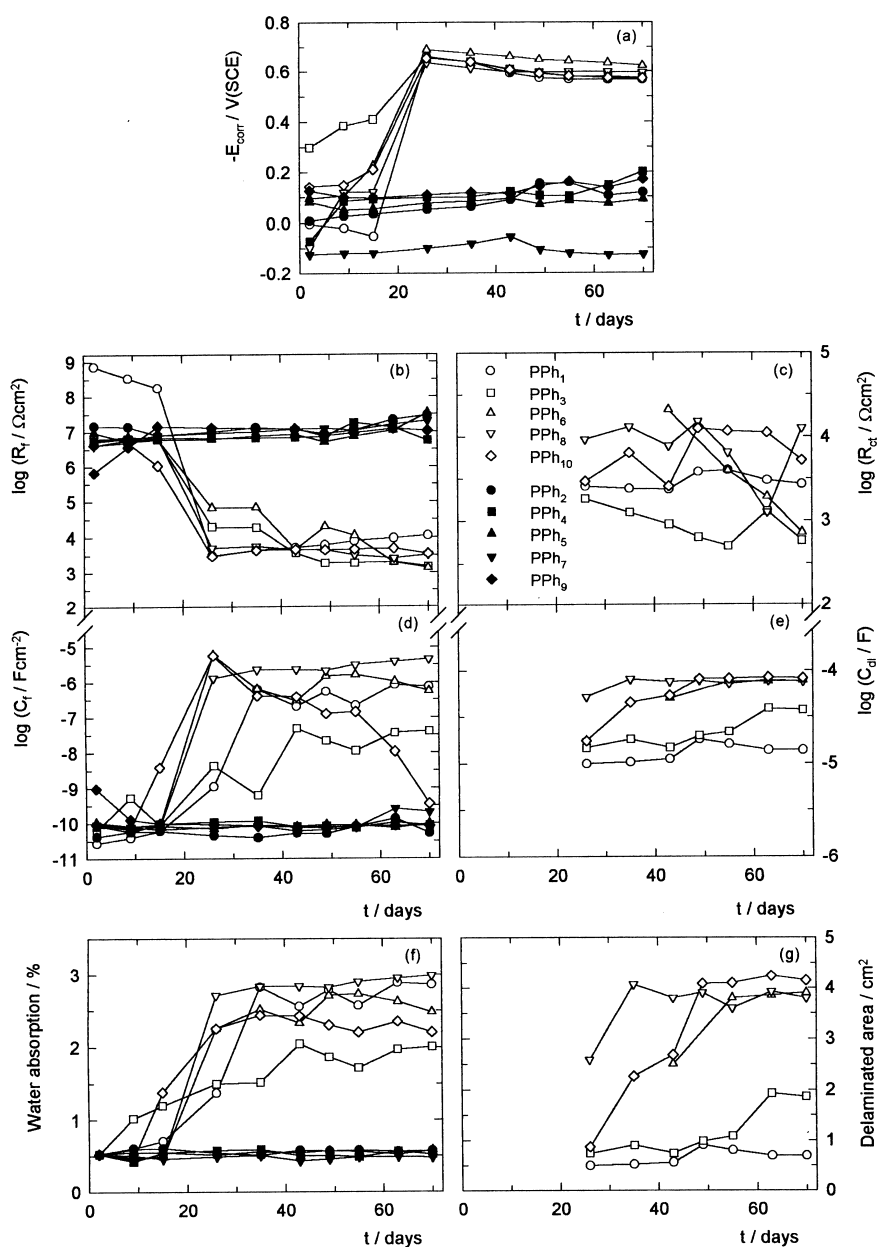 (a)
-E_corr / V(SCE)
0.8
0.6
0.4
0.2
0.0
-0.2
0 20 40 60
t / days
(b)
log (R_f / Ωcm²)
9
8
7
6
5
4
3
2
(c)
PPh₁
PPh₃
PPh₆
PPh₈
PPh₁₀
PPh₂
PPh₄
PPh₅
PPh₇
PPh₉
5
4
3
2
log (R_ct / Ωcm²)
(d)
log (C_f / Fcm⁻²)
-5
-6
-7
-8
-9
-10
-11
0 20 40 60
t / days
(e)
-4
-5
-6
log (C_dl / F)
0 20 40 60
t / days
(f)
Water absorption / %
3
2
1
0
0 20 40 60
t / days
(g)
5
4
3
2
1
0
Delaminated area / cm²
0 20 40 60
t / days